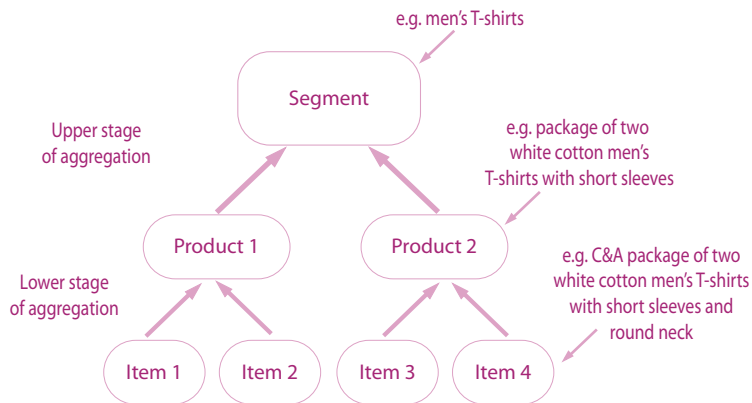 e.g. men's T-shirts
Segment
Upper stage
of aggregation
e.g. package of two
white cotton men's
T-shirts with short sleeves
Product 1
Product 2
Lower stage
of aggregation
e.g. C&A package of two
white cotton men's T-shirts
with short sleeves and
round neck
Item 1
Item 2
Item 3
Item 4